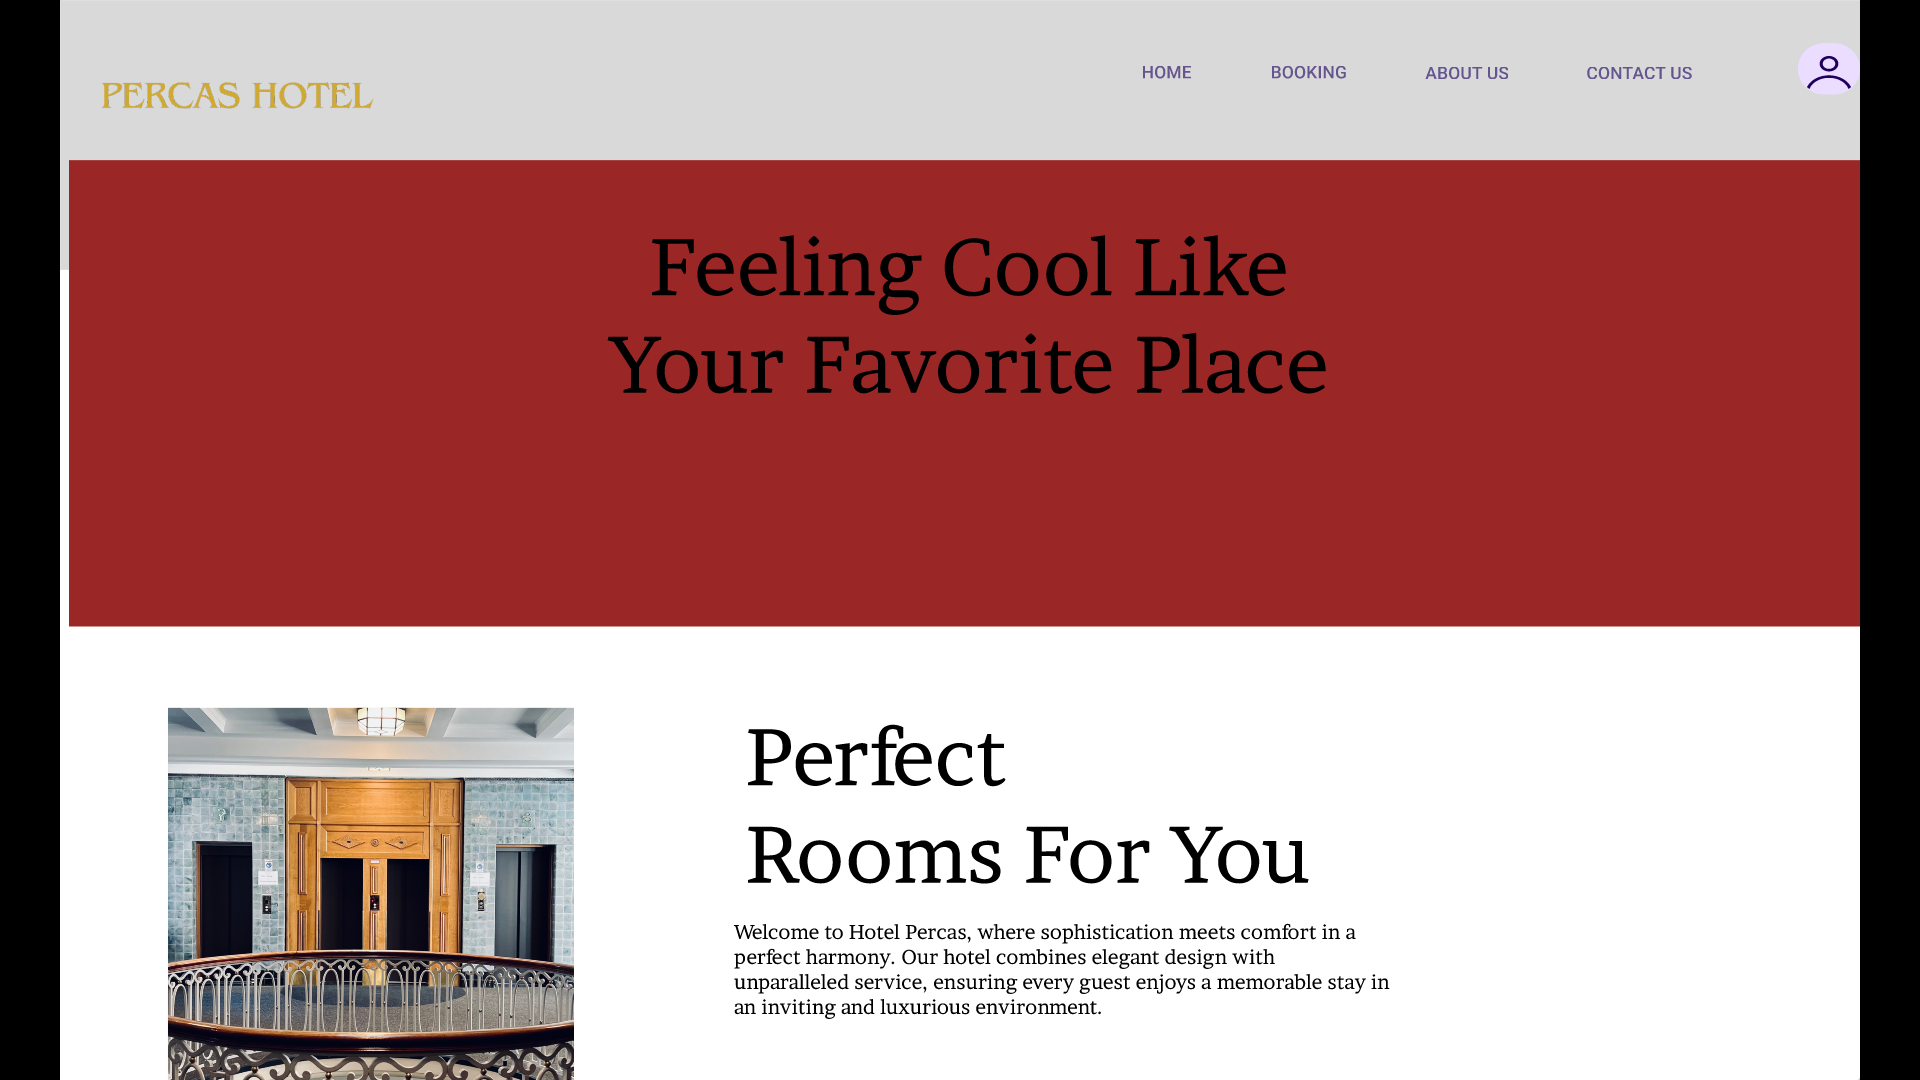 PERCAS HOTEL
HOME
BOOKING
ABOUT US
CONTACT US
Feeling Cool Like
Your Favorite Place
Perfect
Rooms For You
Welcome to Hotel Percas, where sophistication meets comfort in a
perfect harmony. Our hotel combines elegant design with
unparalleled service, ensuring every guest enjoys a memorable stay in
an inviting and luxurious environment.